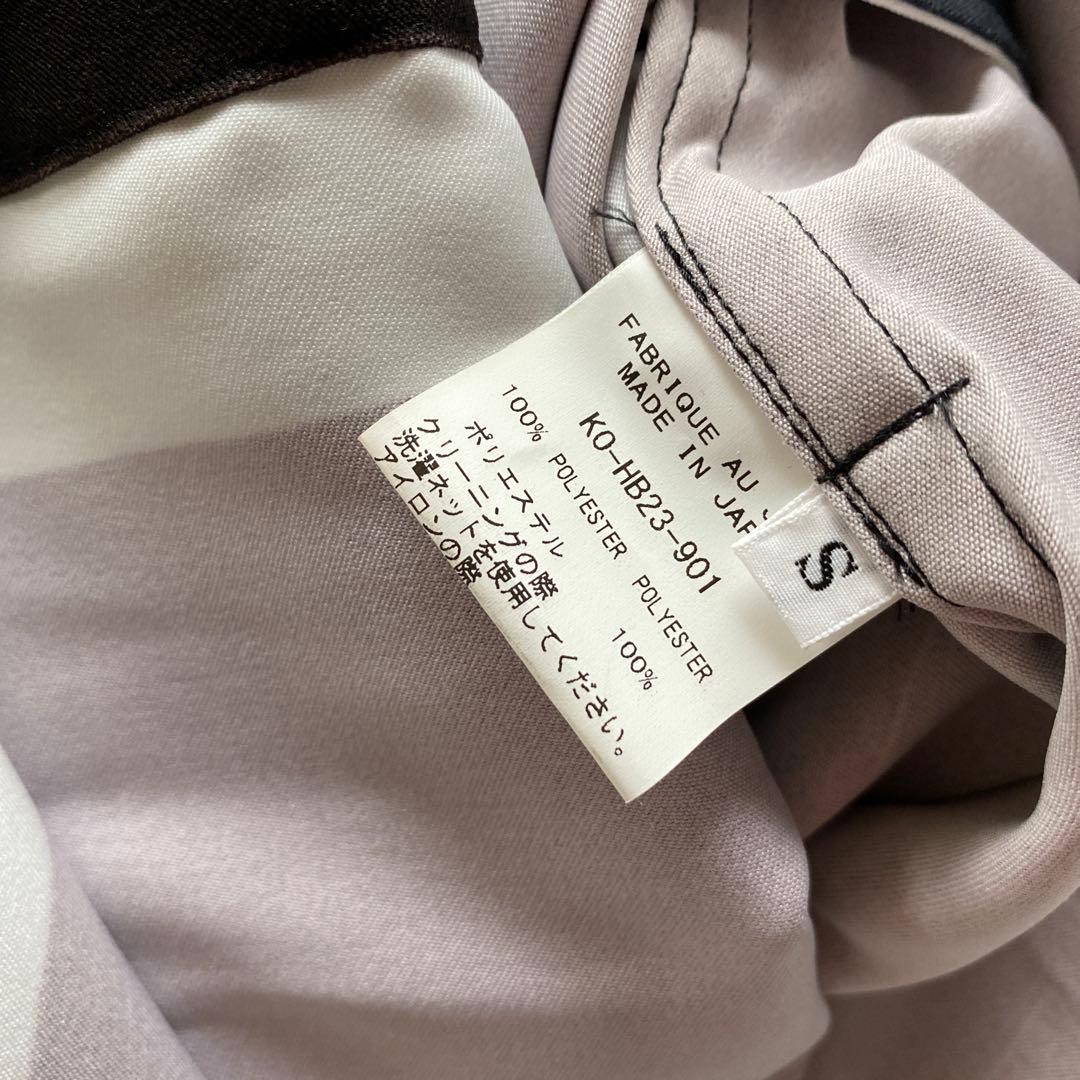 FABRIQUE AU
MADE IN JAP
KO-HB23-901
100% POLYESTER POLYESTER 100%
ポリエステル
クリーニングの際
洗濯ネットを使用してください。
アイロンの際
S